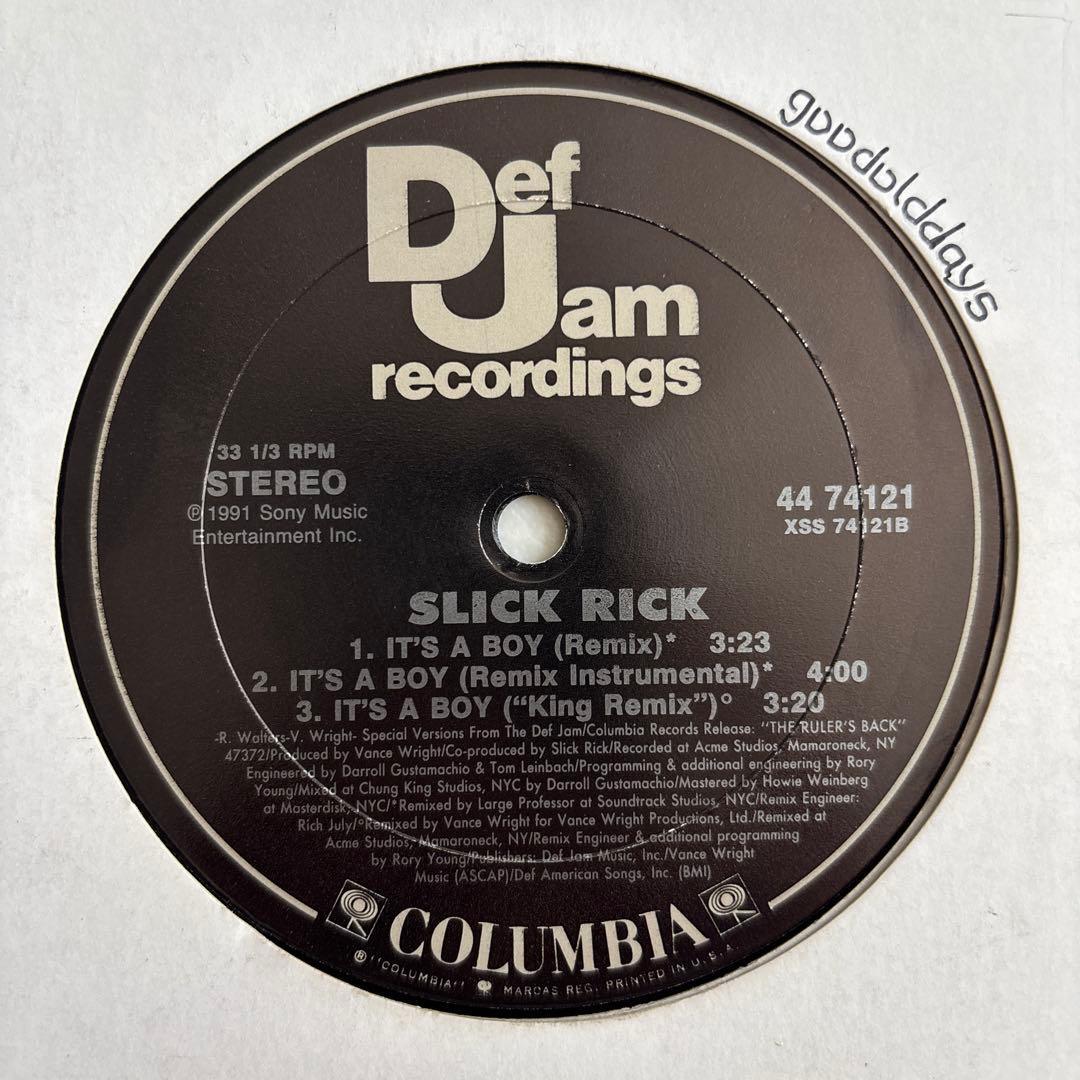 goodolddays
Def
Jam
recordings
33 1/3 RPM
STEREO
℗ 1991 Sony Music
Entertainment Inc.
44 74121
XSS 74121B
SLICK RICK
1. IT'S A BOY (Remix)* 3:23
2. IT'S A BOY (Remix Instrumental)* 4:00
3. IT'S A BOY ("King Remix")° 3:20
-R. Walters-V. Wright- Special Versions From The Def Jam/Columbia Records Release: "THE RULER'S BACK"
47372/Produced by Vance Wright/Co-produced by Slick Rick/Recorded at Acme Studios, Mamaroneck, NY
Engineered by Darroll Gustamachio & Tom Leinbach/Programming & additional engineering by Rory
Young/Mixed at Chung King Studios, NYC by Darroll Gustamachio/Mastered by Howie Weinberg
at Masterdisk, NYC/*Remixed by Large Professor at Soundtrack Studios, NYC/Remix Engineer:
Rich July/°Remixed by Vance Wright for Vance Wright Productions, Ltd./Remixed at
Acme Studios, Mamaroneck, NY/Remix Engineer & additional programming
by Rory Young/Publishers: Def Jam Music, Inc./Vance Wright
Music (ASCAP)/Def American Songs, Inc. (BMI)
COLUMBIA
® "COLUMBIA" MARCAS REG. PRINTED IN U.S.A.